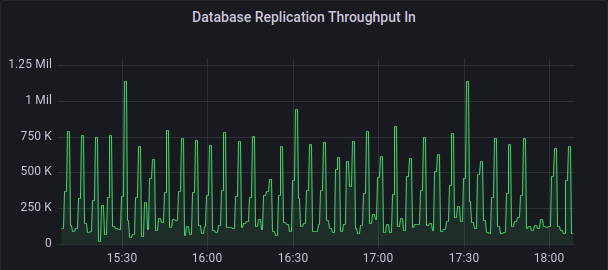 Database Replication Throughput In
1.25 Mil
1 Mil
750 K
500 K
250 K
0
15:30 16:00 16:30 17:00 17:30 18:00